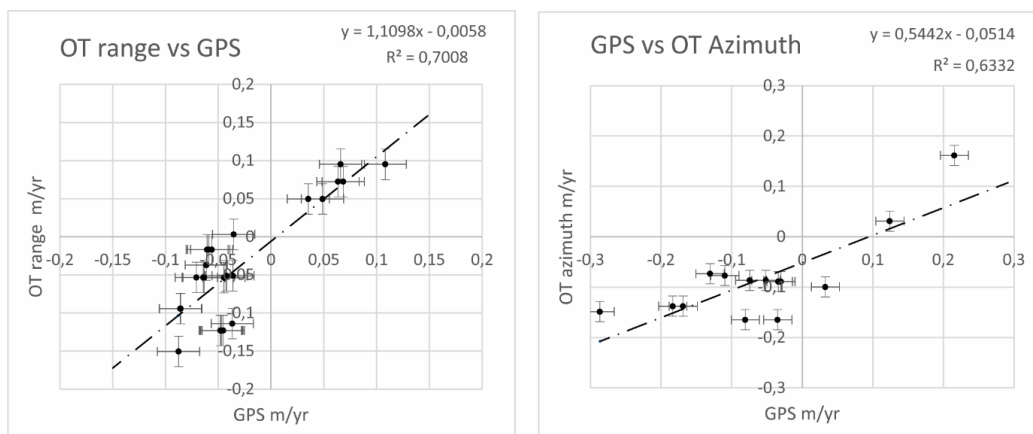 OT range vs GPS
y = 1,1098x - 0,0058
R² = 0,7008
0,2
0,15
0,1
0,05
0
-0,2 -0,15 -0,1 -0,05 0 0,05 0,1 0,15 0,2
-0,05
-0,1
-0,15
-0,2
OT range m/yr
GPS m/yr
GPS vs OT Azimuth
y = 0,5442x - 0,0514
R² = 0,6332
0,3
0,2
0,1
0
-0,3 -0,2 -0,1 0 0,1 0,2 0,3
-0,1
-0,2
-0,3
OT azimuth m/yr
GPS m/yr